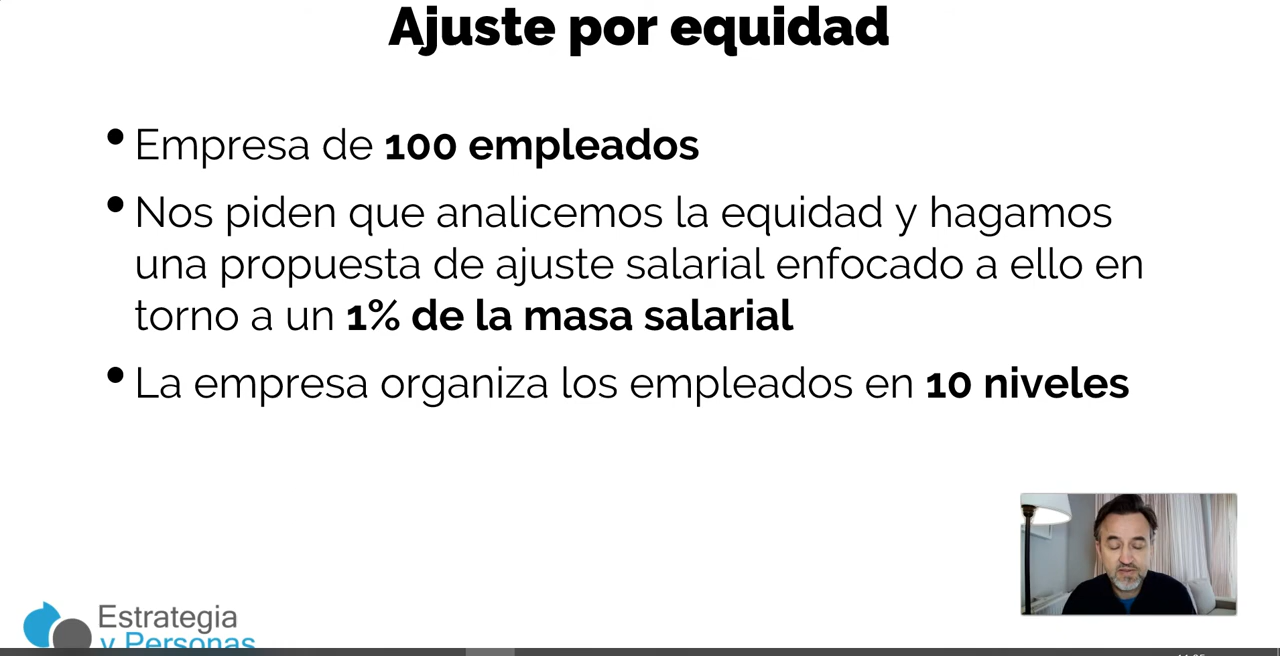 Ajuste por equidad
• Empresa de 100 empleados
• Nos piden que analicemos la equidad y hagamos
una propuesta de ajuste salarial enfocado a ello en
torno a un 1% de la masa salarial
• La empresa organiza los empleados en 10 niveles
Estrategia
y Personas